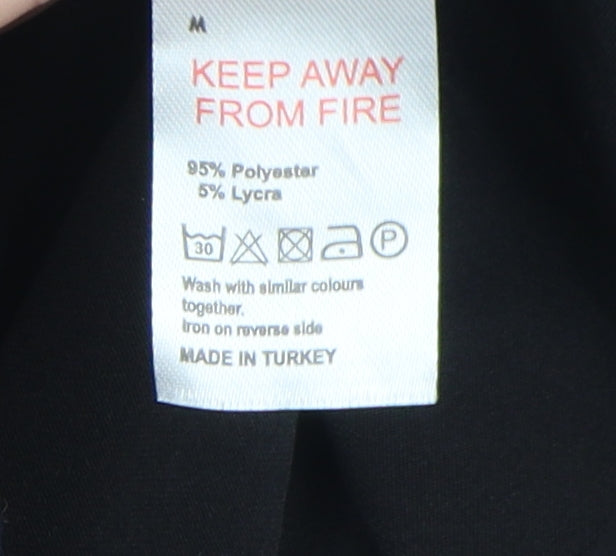 M
KEEP AWAY
FROM FIRE
95% Polyester
5% Lycra
30 P
Wash with similar colours
together.
Iron on reverse side
MADE IN TURKEY